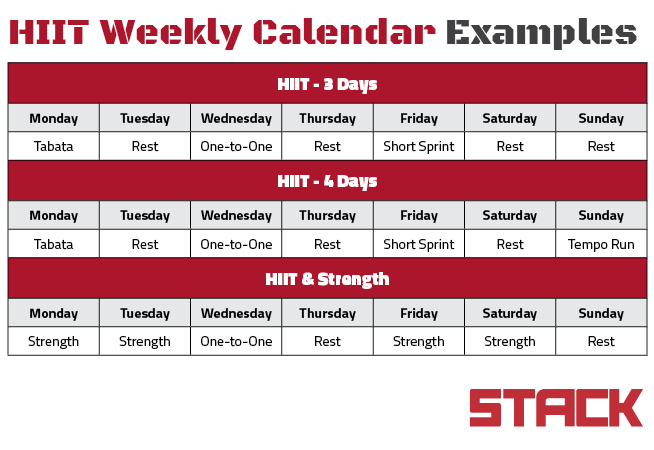 HIIT Weekly Calendar Examples
HIIT - 3 Days
Monday Tuesday Wednesday Thursday Friday Saturday Sunday
Tabata Rest One-to-One Rest Short Sprint Rest Rest
HIIT - 4 Days
Monday Tuesday Wednesday Thursday Friday Saturday Sunday
Tabata Rest One-to-One Rest Short Sprint Rest Tempo Run
HIIT & Strength
Monday Tuesday Wednesday Thursday Friday Saturday Sunday
Strength Strength One-to-One Rest Strength Strength Rest
STACK